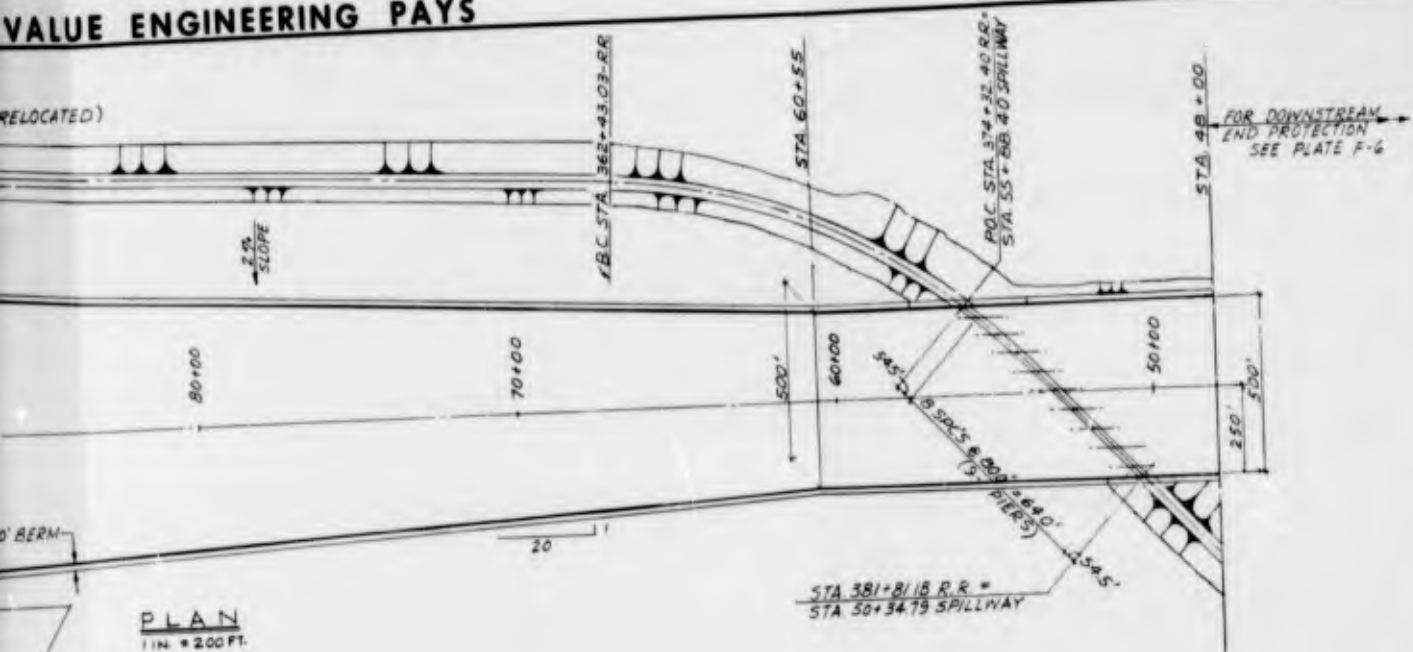 VALUE ENGINEERING PAYS
RELOCATED)
2%
SLOPE
B.C. STA. 362+43.03-RR
STA. 60+55
P.O.C. STA. 374+32.40 R.R.=
STA. 55+88.40 SPILLWAY
STA. 48+00
FOR DOWNSTREAM
END PROTECTION
SEE PLATE F-6
80+00
70+00
500'
60+00
50+00
500'
250'
54.5'
8 SPC'S @ 80.0'=640'
(9-PIERS)
54.5'
0' BERM
20
1
STA. 381+81.18 R.R. =
STA. 50+34.79 SPILLWAY
PLAN
1 IN. = 200 FT.